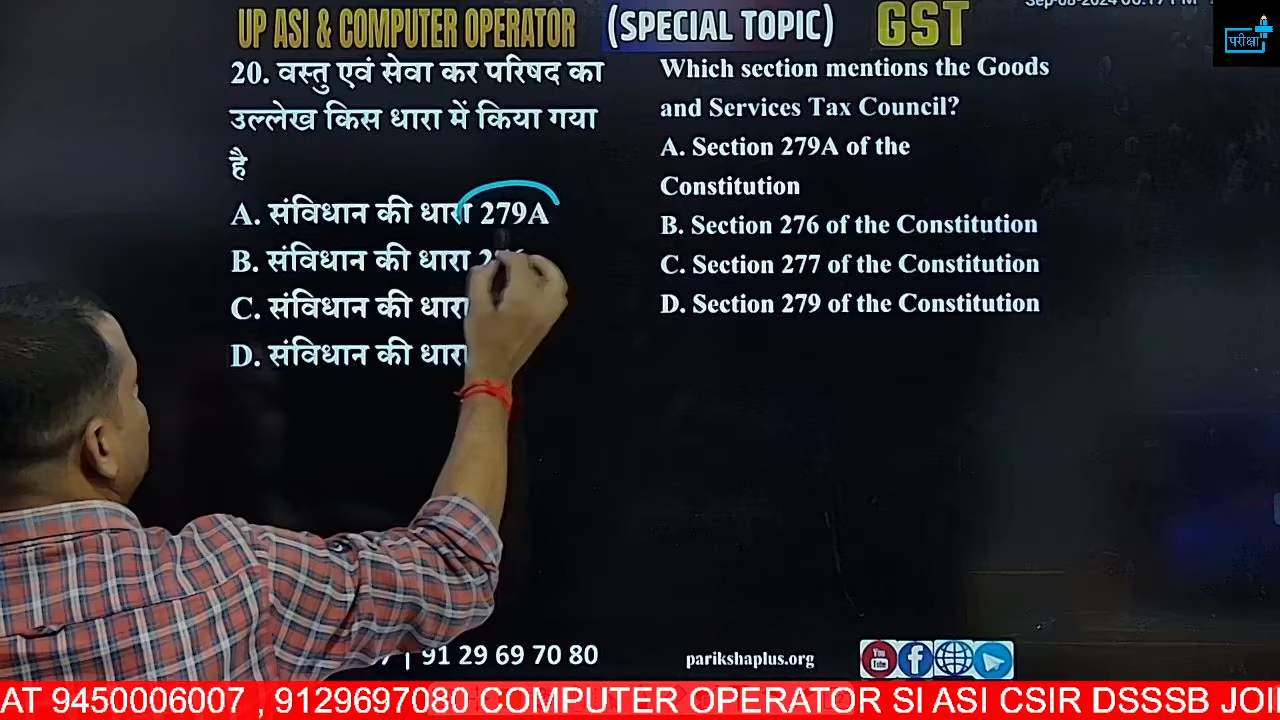 UP ASI & COMPUTER OPERATOR (SPECIAL TOPIC) GST
परीक्षा
20. वस्तु एवं सेवा कर परिषद का
उल्लेख किस धारा में किया गया
है
A. संविधान की धारा 279A
B. संविधान की धारा
C. संविधान की धारा
D. संविधान की धारा
Which section mentions the Goods
and Services Tax Council?
A. Section 279A of the
Constitution
B. Section 276 of the Constitution
C. Section 277 of the Constitution
D. Section 279 of the Constitution
| 91 29 69 70 80
parikshaplus.org
You
Tube
AT 9450006007 , 9129697080 COMPUTER OPERATOR SI ASI CSIR DSSSB